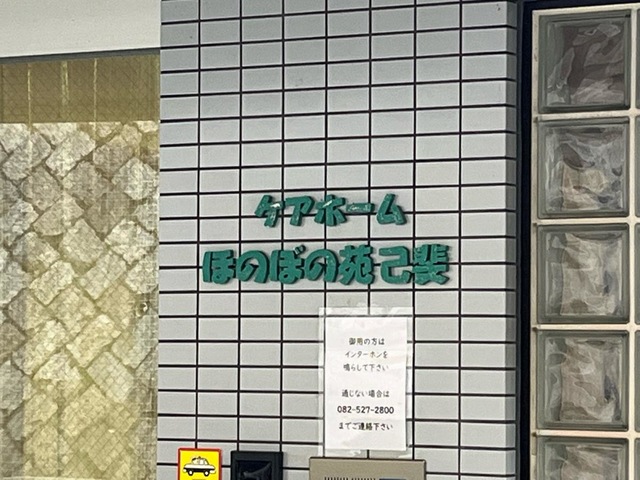 ケアホーム
ほのぼの苑己斐
御用の方は
インターホンを
鳴らして下さい
通じない場合は
082-527-2800
までご連絡下さい